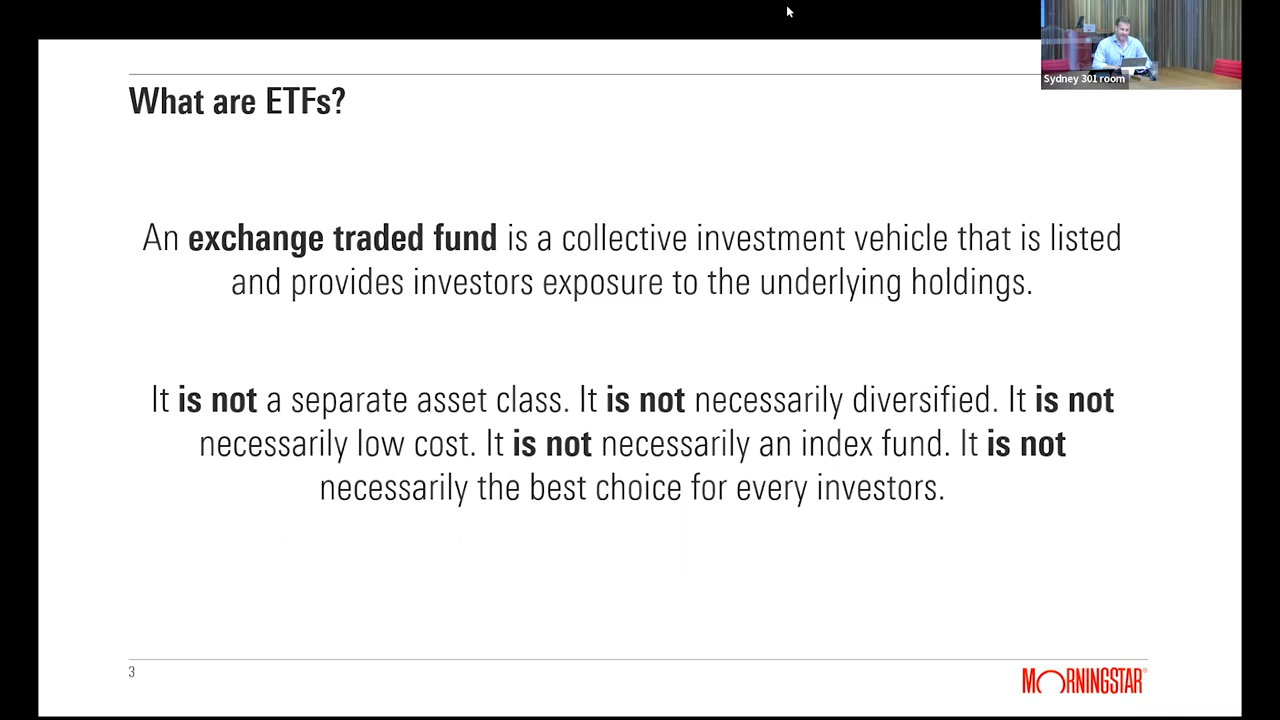 Sydney 301 room
What are ETFs?
An exchange traded fund is a collective investment vehicle that is listed
and provides investors exposure to the underlying holdings.
It is not a separate asset class. It is not necessarily diversified. It is not
necessarily low cost. It is not necessarily an index fund. It is not
necessarily the best choice for every investors.
3
MORNINGSTAR®